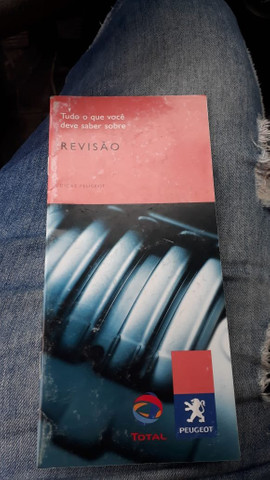 Tudo o que você
deve saber sobre
REVISÃO
TOTAL
PEUGEOT